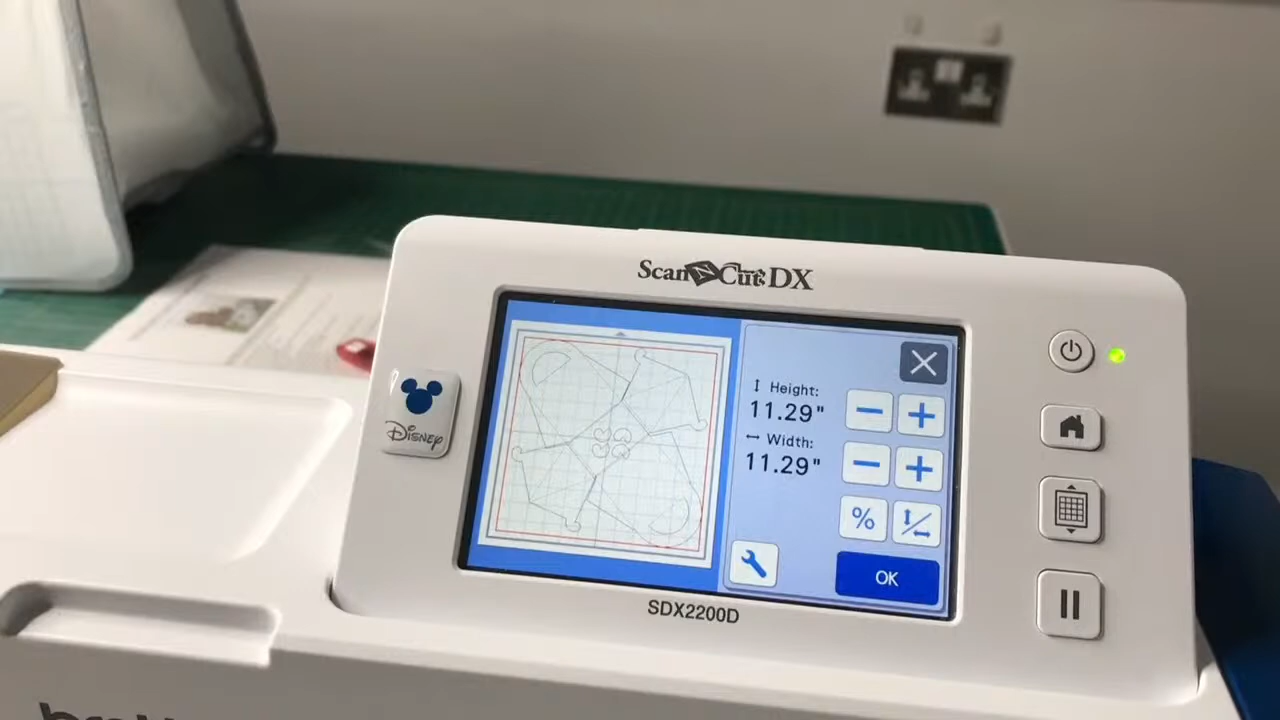 ScanNCut DX
DISNEY
Height:
11.29"
Width:
11.29"
%
OK
SDX2200D